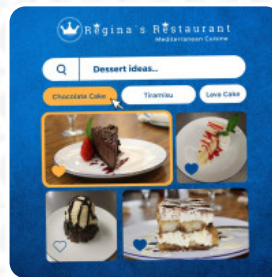 Regina's Restaurant
Mediterranean Cuisine
Dessert ideas...
Chocolate Cake
Tiramisu
Lava Cake